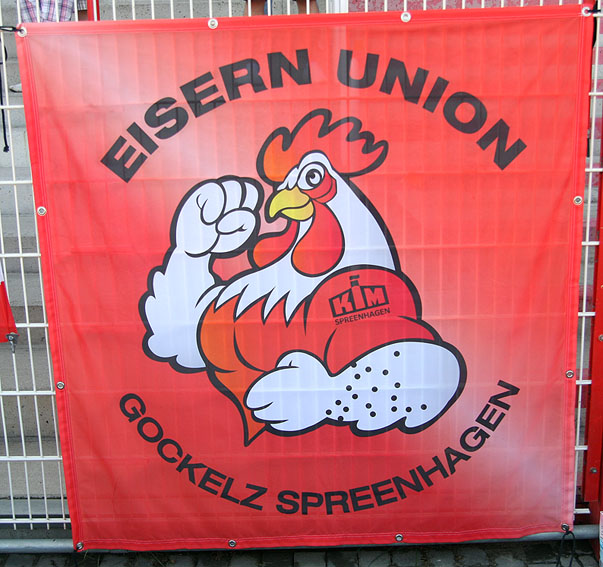 EISERN UNION
KIM
SPREENHAGEN
GOCKELZ SPREENHAGEN